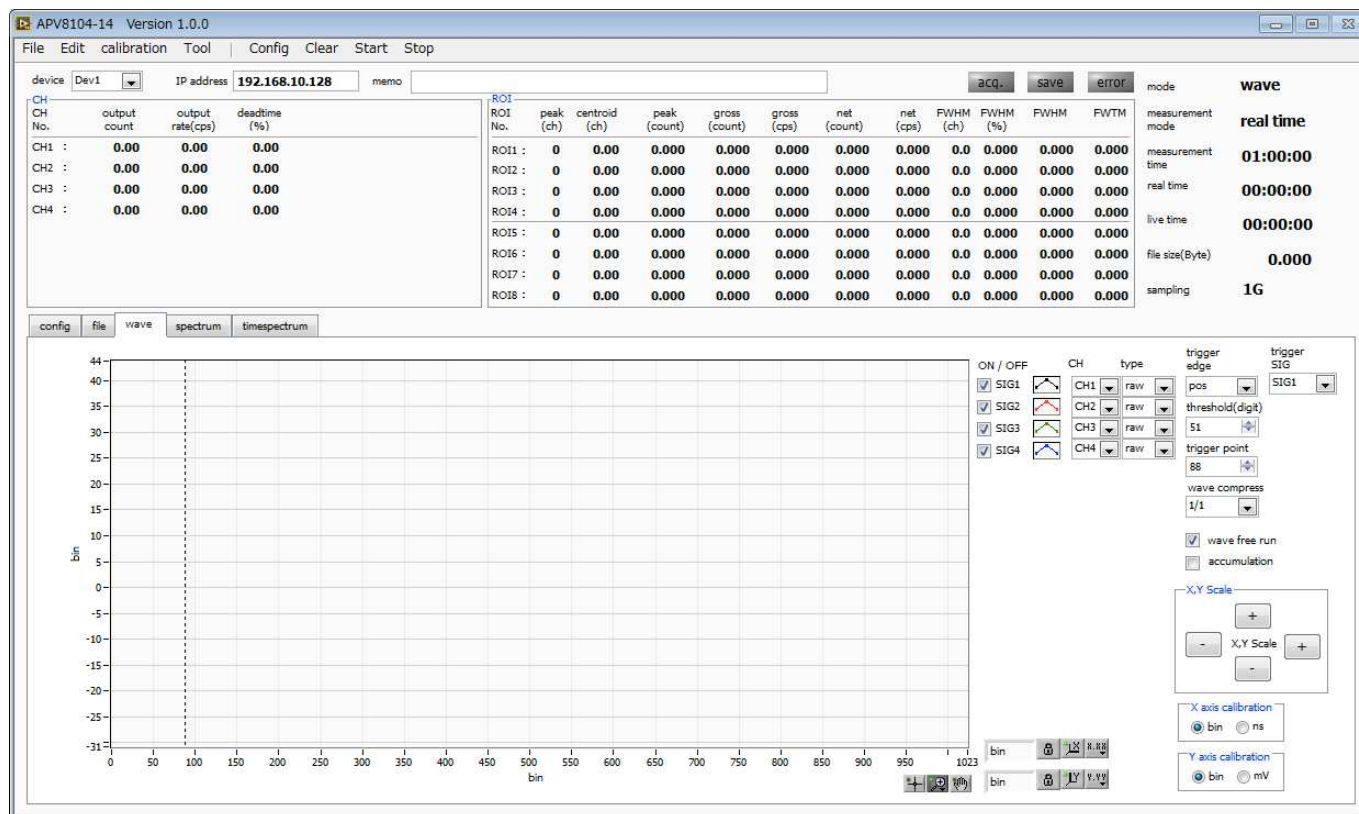 APV8104-14 Version 1.0.0
File Edit calibration Tool | Config Clear Start Stop
device Dev1 IP address 192.168.10.128 memo acq. save error
mode wave
measurement mode real time
measurement time 01:00:00
real time 00:00:00
live time 00:00:00
file size(Byte) 0.000
sampling 1G
CH
CH No. output count output rate(cps) deadtime (%)
CH1 : 0.00 0.00 0.00
CH2 : 0.00 0.00 0.00
CH3 : 0.00 0.00 0.00
CH4 : 0.00 0.00 0.00
ROI
ROI No. peak (ch) centroid (ch) peak (count) gross (count) gross (cps) net (count) net (cps) FWHM (ch) FWHM (%) FWHM FWTM
ROI1 : 0 0.00 0.000 0.000 0.000 0.000 0.000 0.0 0.000 0.000 0.000
ROI2 : 0 0.00 0.000 0.000 0.000 0.000 0.000 0.0 0.000 0.000 0.000
ROI3 : 0 0.00 0.000 0.000 0.000 0.000 0.000 0.0 0.000 0.000 0.000
ROI4 : 0 0.00 0.000 0.000 0.000 0.000 0.000 0.0 0.000 0.000 0.000
ROI5 : 0 0.00 0.000 0.000 0.000 0.000 0.000 0.0 0.000 0.000 0.000
ROI6 : 0 0.00 0.000 0.000 0.000 0.000 0.000 0.0 0.000 0.000 0.000
ROI7 : 0 0.00 0.000 0.000 0.000 0.000 0.000 0.0 0.000 0.000 0.000
ROI8 : 0 0.00 0.000 0.000 0.000 0.000 0.000 0.0 0.000 0.000 0.000
config file wave spectrum timespectrum
44
40
35
30
25
20
15
10
5
0
-5
-10
-15
-20
-25
-31
bin
0 50 100 150 200 250 300 350 400 450 500 550 600 650 700 750 800 850 900 950 1023
bin
ON / OFF CH type
SIG1 CH1 raw
SIG2 CH2 raw
SIG3 CH3 raw
SIG4 CH4 raw
trigger edge
pos
trigger SIG
SIG1
threshold(digit)
51
trigger point
88
wave compress
1/1
wave free run
accumulation
X,Y Scale
+
- X,Y Scale +
-
X axis calibration
bin ns
Y axis calibration
bin mV
bin X X.XX
bin Y Y.YY